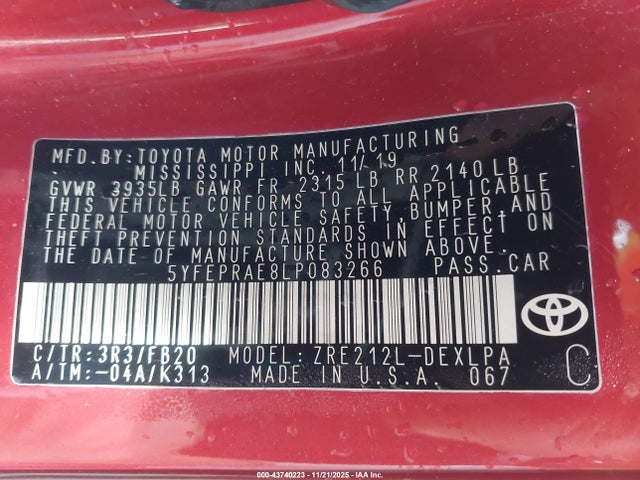 MFD.BY:TOYOTA MOTOR MANUFACTURING
MISSISSIPPI INC. 11/19
GVWR 3935LB GAWR FR 2315 LB RR 2140 LB
THIS VEHICLE CONFORMS TO ALL APPLICABLE
FEDERAL MOTOR VEHICLE SAFETY,BUMPER,AND
THEFT PREVENTION STANDARDS IN EFFECT ON
THE DATE OF MANUFACTURE SHOWN ABOVE.
5YFEPRAE8LP083266 PASS.CAR
C/TR:3R3/FB20 MODEL:ZRE212L-DEXLPA
A/TM:-04A/K313 MADE IN U.S.A. 067 C
000-43740223 - 11/21/2025 - IAA Inc.